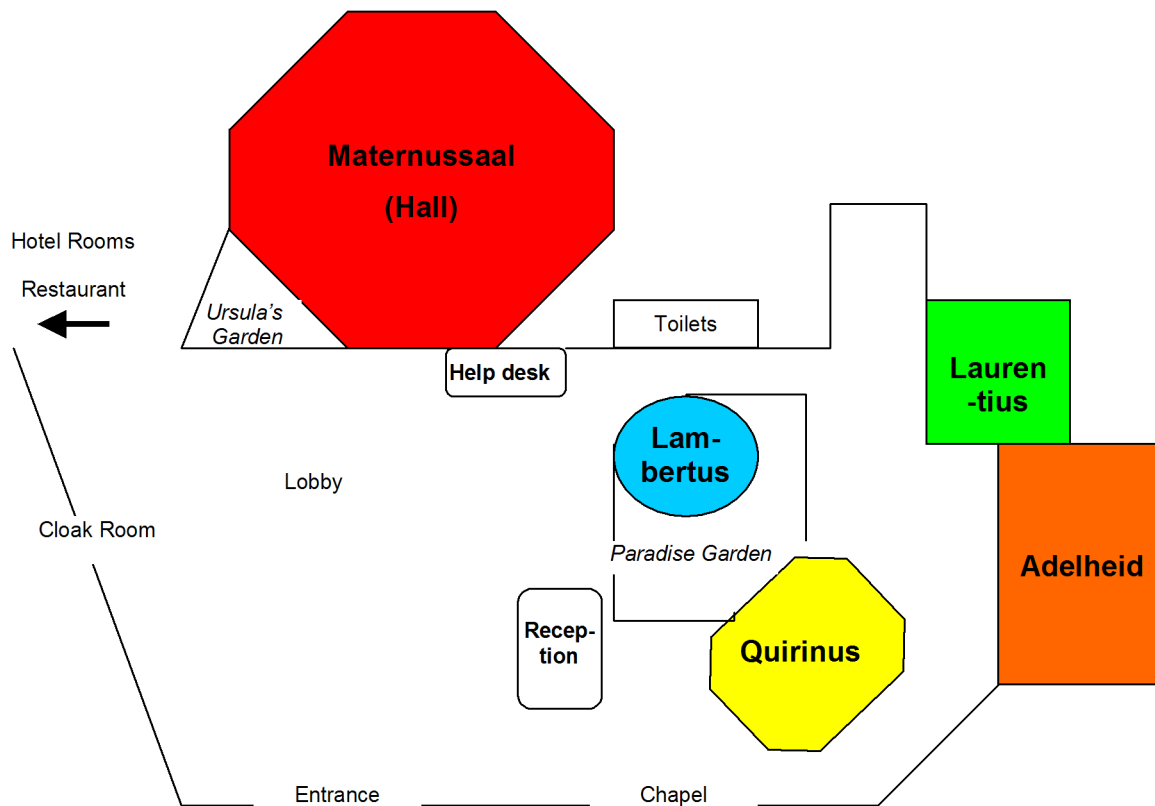 Maternussaal
(Hall)
Hotel Rooms
Restaurant
Ursula's
Garden
Toilets
Help desk
Lauren
-tius
Lam-
bertus
Lobby
Cloak Room
Paradise Garden
Adelheid
Recep-
tion
Quirinus
Entrance
Chapel